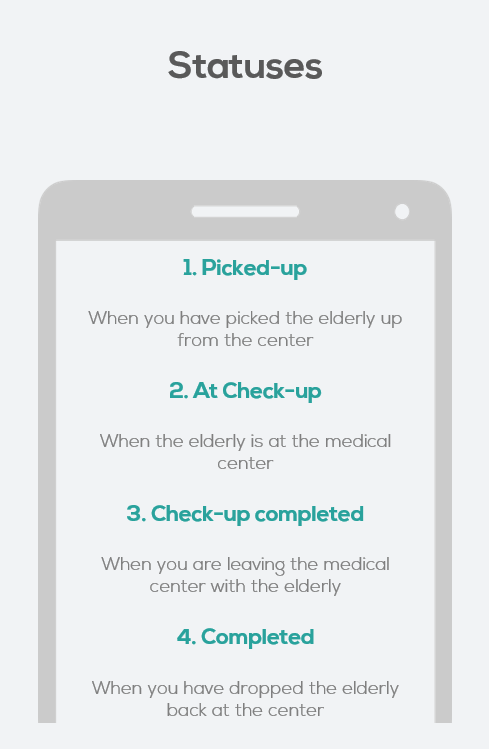 Statuses
1. Picked-up
When you have picked the elderly up
from the center
2. At Check-up
When the elderly is at the medical
center
3. Check-up completed
When you are leaving the medical
center with the elderly
4. Completed
When you have dropped the elderly
back at the center